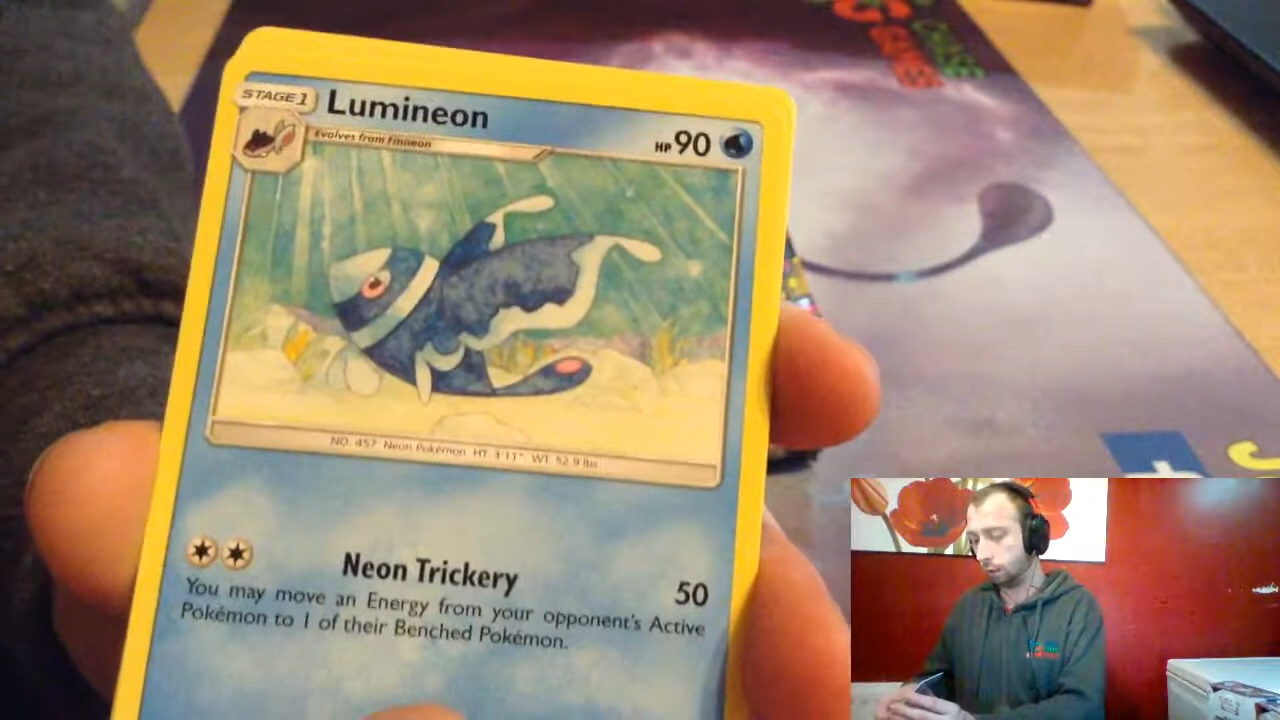 STAGE 1
Lumineon
HP 90
Evolves from Finneon
NO. 457 Neon Pokémon HT 3'11" WT 52.9 lbs.
Neon Trickery 50
You may move an Energy from your opponent's Active
Pokémon to 1 of their Benched Pokémon.